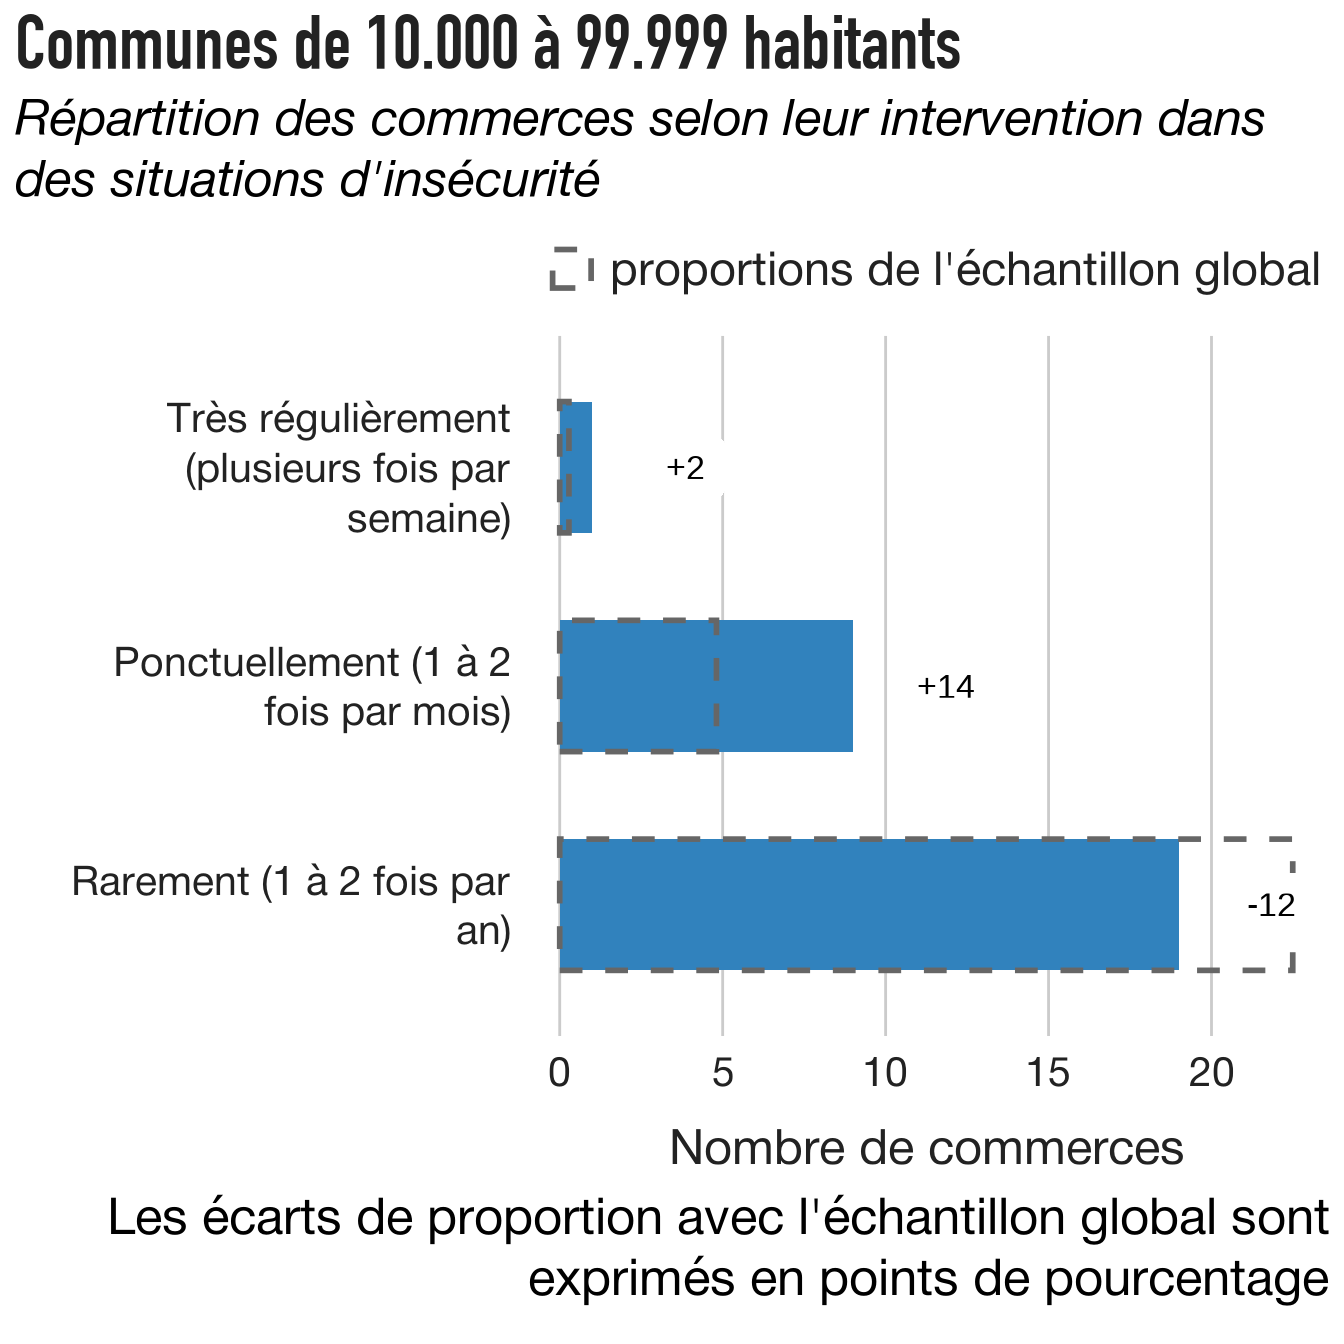 Communes de 10.000 à 99.999 habitants
Répartition des commerces selon leur intervention dans
des situations d'insécurité
proportions de l'échantillon global
Très régulièrement
(plusieurs fois par
semaine)
+2
Ponctuellement (1 à 2
fois par mois)
+14
Rarement (1 à 2 fois par
an)
-12
0 5 10 15 20
Nombre de commerces
Les écarts de proportion avec l'échantillon global sont
exprimés en points de pourcentage